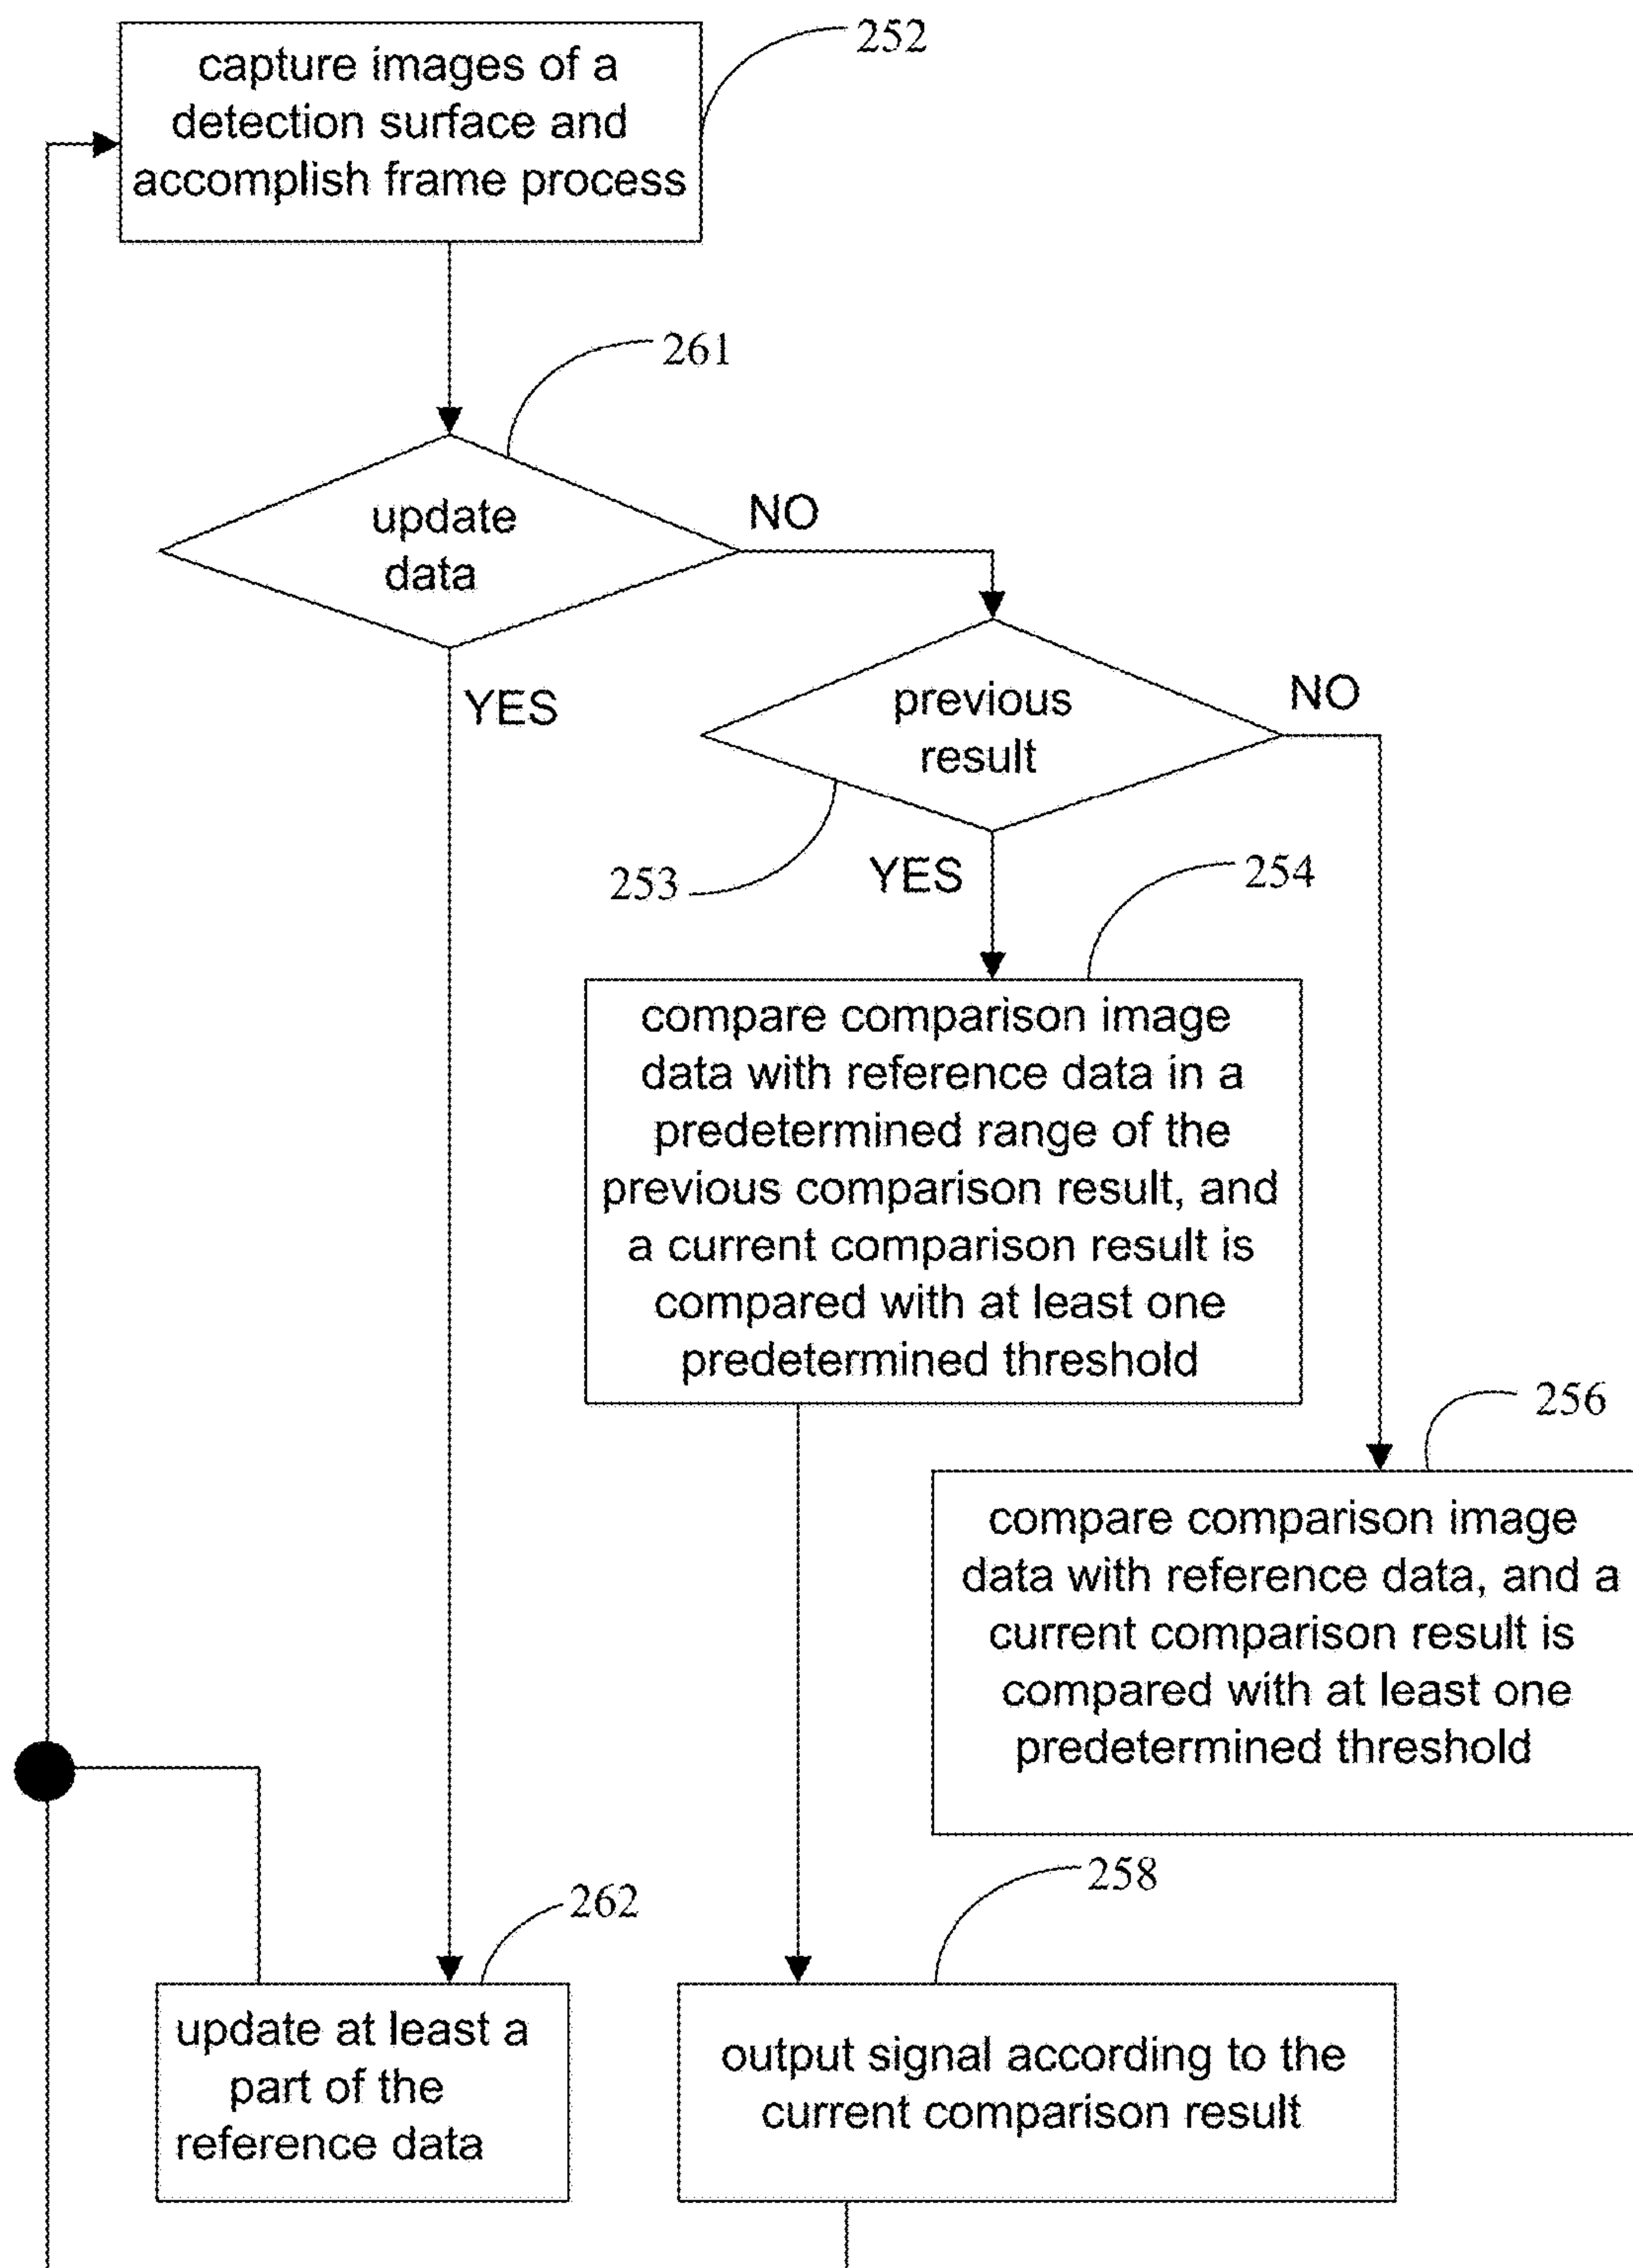 252
capture images of a
detection surface and
accomplish frame process
261
update
data
NO
YES
previous
result
NO
253
YES
254
compare comparison image
data with reference data in a
predetermined range of the
previous comparison result, and
a current comparison result is
compared with at least one
predetermined threshold
256
compare comparison image
data with reference data, and a
current comparison result is
compared with at least one
predetermined threshold
262
258
update at least a
part of the
reference data
output signal according to the
current comparison result